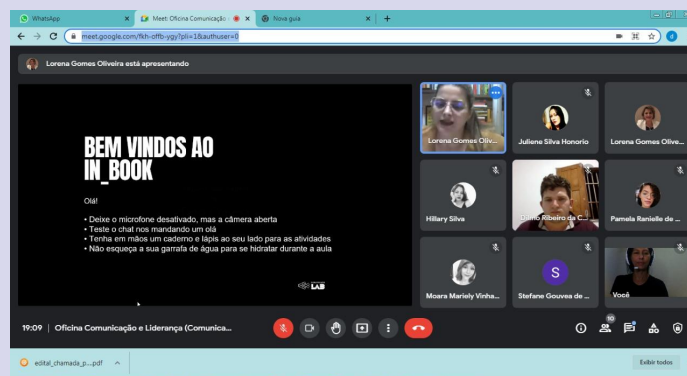 WhatsApp
Meet: Oficina Comunicação
Nova guia
meet.google.com/fkh-offb-ygy?pli=1&authuser=0
d
Lorena Gomes Oliveira está apresentando
BEM VINDOS AO
IN_BOOK
Olá!
• Deixe o microfone desativado, mas a câmera aberta
• Teste o chat nos mandando um olá
• Tenha em mãos um caderno e lápis ao seu lado para as atividades
• Não esqueça a sua garrafa de água para se hidratar durante a aula
LAB
Lorena Gomes Oliv...
Juliene Silva Honorio
Lorena Gomes Olive...
Hillary Silva
Ribeiro da C...
Pamela Ranielle de ...
Moara Mariely Vinha...
S
Stefane Gouvea de ...
Você
19:09 | Oficina Comunicação e Liderança (Comunica...
10
edital_chamada_p....pdf
Exibir todos